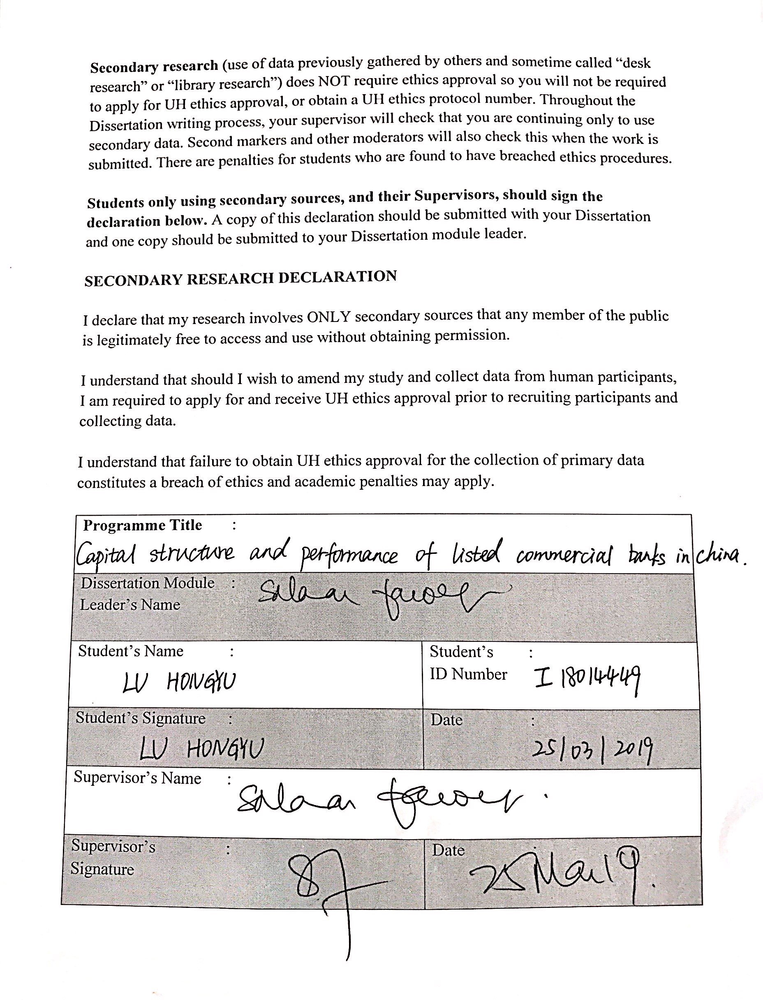 Secondary research (use of data previously gathered by others and sometime called “desk
research” or “library research”) does NOT require ethics approval so you will not be required
to apply for UH ethics approval, or obtain a UH ethics protocol number. Throughout the
Dissertation writing process, your supervisor will check that you are continuing only to use
secondary data. Second markers and other moderators will also check this when the work is
submitted. There are penalties for students who are found to have breached ethics procedures.
Students only using secondary sources, and their Supervisors, should sign the
declaration below. A copy of this declaration should be submitted with your Dissertation
and one copy should be submitted to your Dissertation module leader.
SECONDARY RESEARCH DECLARATION
I declare that my research involves ONLY secondary sources that any member of the public
is legitimately free to access and use without obtaining permission.
I understand that should I wish to amend my study and collect data from human participants,
I am required to apply for and receive UH ethics approval prior to recruiting participants and
collecting data.
I understand that failure to obtain UH ethics approval for the collection of primary data
constitutes a breach of ethics and academic penalties may apply.
Programme Title :
Capital structure and performance of listed commercial banks in china.
Dissertation Module : Salaar
Leader’s Name
Student’s Name :
LU HONGYU
Student’s :
ID Number I 18014449
Student’s Signature :
LU HONGYU
Date :
25/03/2019
Supervisor’s Name :
Salaar
Supervisor’s :
Signature
Date
25 Mar 19.